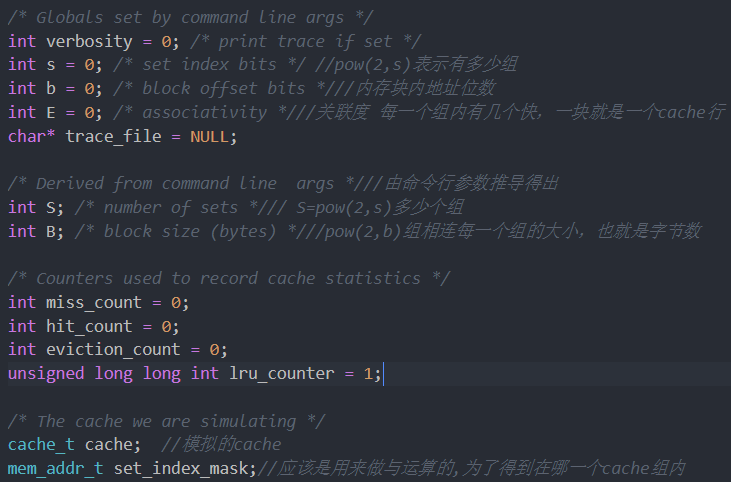 /* Globals set by command line args */
int verbosity = 0; /* print trace if set */
int s = 0; /* set index bits */ //pow(2,s)表示有多少组
int b = 0; /* block offset bits *///内存块内地址位数
int E = 0; /* associativity *///关联度 每一个组内有几个快，一块就是一个cache行
char* trace_file = NULL;
/* Derived from command line  args *///由命令行参数推导得出
int S; /* number of sets */// S=pow(2,s)多少个组
int B; /* block size (bytes) *///pow(2,b)组相连每一个组的大小，也就是字节数
/* Counters used to record cache statistics */
int miss_count = 0;
int hit_count = 0;
int eviction_count = 0;
unsigned long long int lru_counter = 1;
/* The cache we are simulating */
cache_t cache;  //模拟的cache
mem_addr_t set_index_mask;//应该是用来做与运算的,为了得到在哪一个cache组内